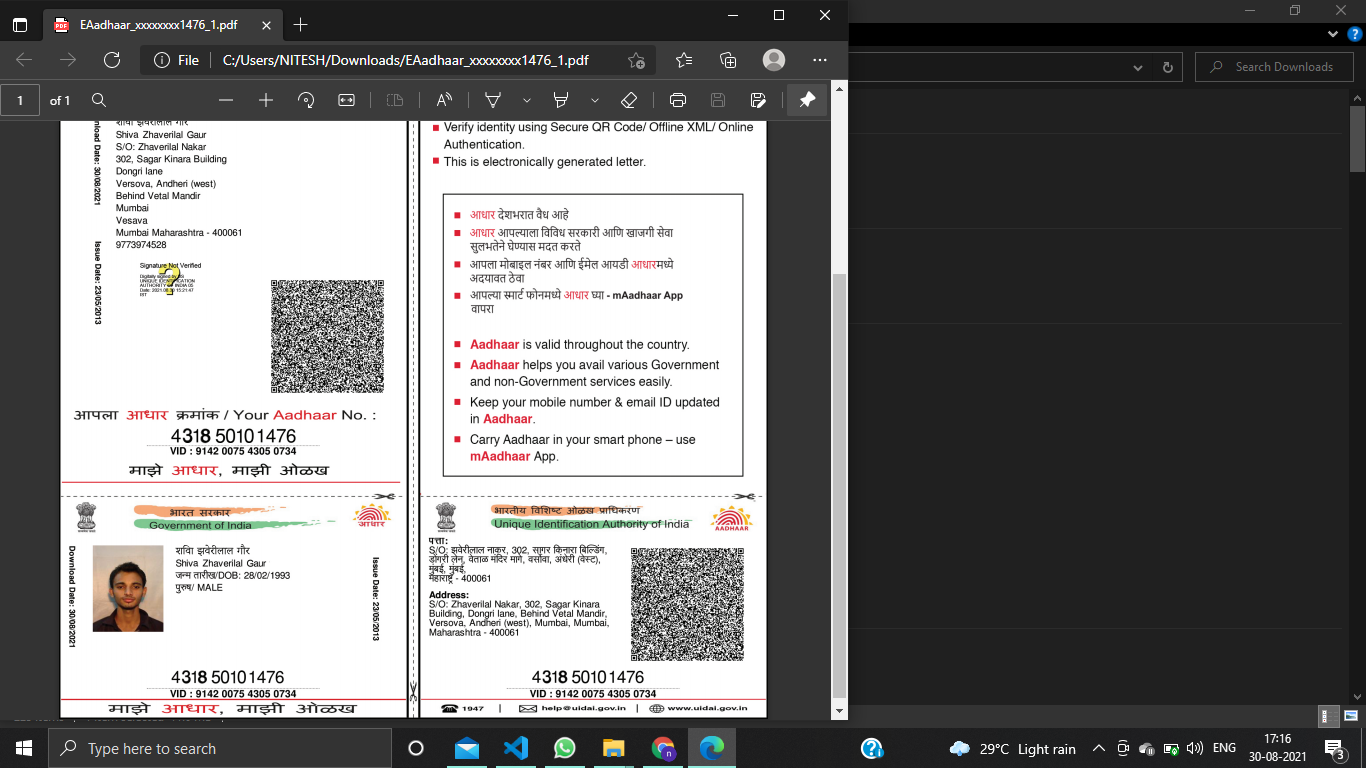 EAadhaar_xxxxxxxx1476_1.pdf
File C:/Users/NITESH/Downloads/EAadhaar_xxxxxxxx1476_1.pdf
Search Downloads
1 of 1
शांवा झवेरीलाल गौर
Shiva Zhaverilal Gaur
S/O: Zhaverilal Nakar
302, Sagar Kinara Building
Dongri lane
Versova, Andheri (west)
Behind Vetal Mandir
Mumbai
Vesava
Mumbai Maharashtra - 400061
9773974528
Download Date: 30/08/2021
Issue Date: 23/05/2013
Signature Not Verified
Digitally signed by DS
UNIQUE IDENTIFICATION
AUTHORITY OF INDIA 05
Date: 2021.08.30 15:21:47
IST
आपला आधार क्रमांक / Your Aadhaar No. :
4318 5010 1476
VID : 9142 0075 4305 0734
माझे आधार, माझी ओळख
Verify identity using Secure QR Code/ Offline XML/ Online
Authentication.
This is electronically generated letter.
आधार देशभरात वैध आहे
आधार आपल्याला विविध सरकारी आणि खाजगी सेवा
सुलभतेने घेण्यास मदत करते
आपला मोबाइल नंबर आणि ईमेल आयडी आधारमध्ये
अदयावत ठेवा
आपल्या स्मार्ट फोनमध्ये आधार घ्या - mAadhaar App
वापरा
Aadhaar is valid throughout the country.
Aadhaar helps you avail various Government
and non-Government services easily.
Keep your mobile number & email ID updated
in Aadhaar.
Carry Aadhaar in your smart phone – use
mAadhaar App.
भारत सरकार
Government of India
आधार
Download Date: 30/08/2021
शांवा झवेरीलाल गौर
Shiva Zhaverilal Gaur
जन्म तारीख/DOB: 28/02/1993
पुरुष/ MALE
Issue Date: 23/05/2013
4318 5010 1476
VID : 9142 0075 4305 0734
माझे आधार, माझी ओळख
भारतीय विशिष्ट ओळख प्राधिकरण
Unique Identification Authority of India
AADHAAR
पत्ता:
S/O: झवेरीलाल नाकर, 302, सागर किनारा बिल्डिंग,
डोंगरी लेन, वेताळ मंदिर मागे, वर्सोवा, अंधेरी (वेस्ट),
मुंबई, मुंबई,
महाराष्ट्र - 400061
Address:
S/O: Zhaverilal Nakar, 302, Sagar Kinara
Building, Dongri lane, Behind Vetal Mandir,
Versova, Andheri (west), Mumbai, Mumbai,
Maharashtra - 400061
4318 5010 1476
VID : 9142 0075 4305 0734
1947 | help@uidai.gov.in | www.uidai.gov.in
Type here to search
29°C Light rain
ENG
17:16
30-08-2021
3